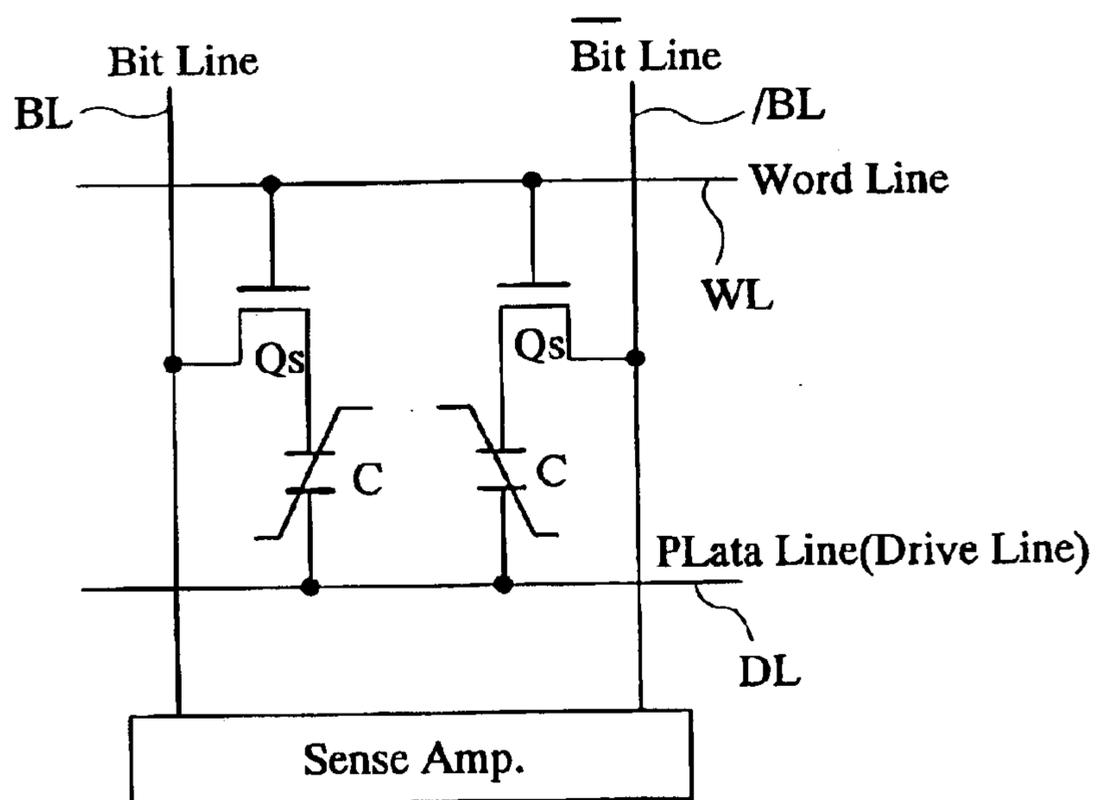 Bit Line
Bit Line
BL
/BL
Word Line
WL
Qs
Qs
C
C
PLata Line(Drive Line)
DL
Sense Amp.